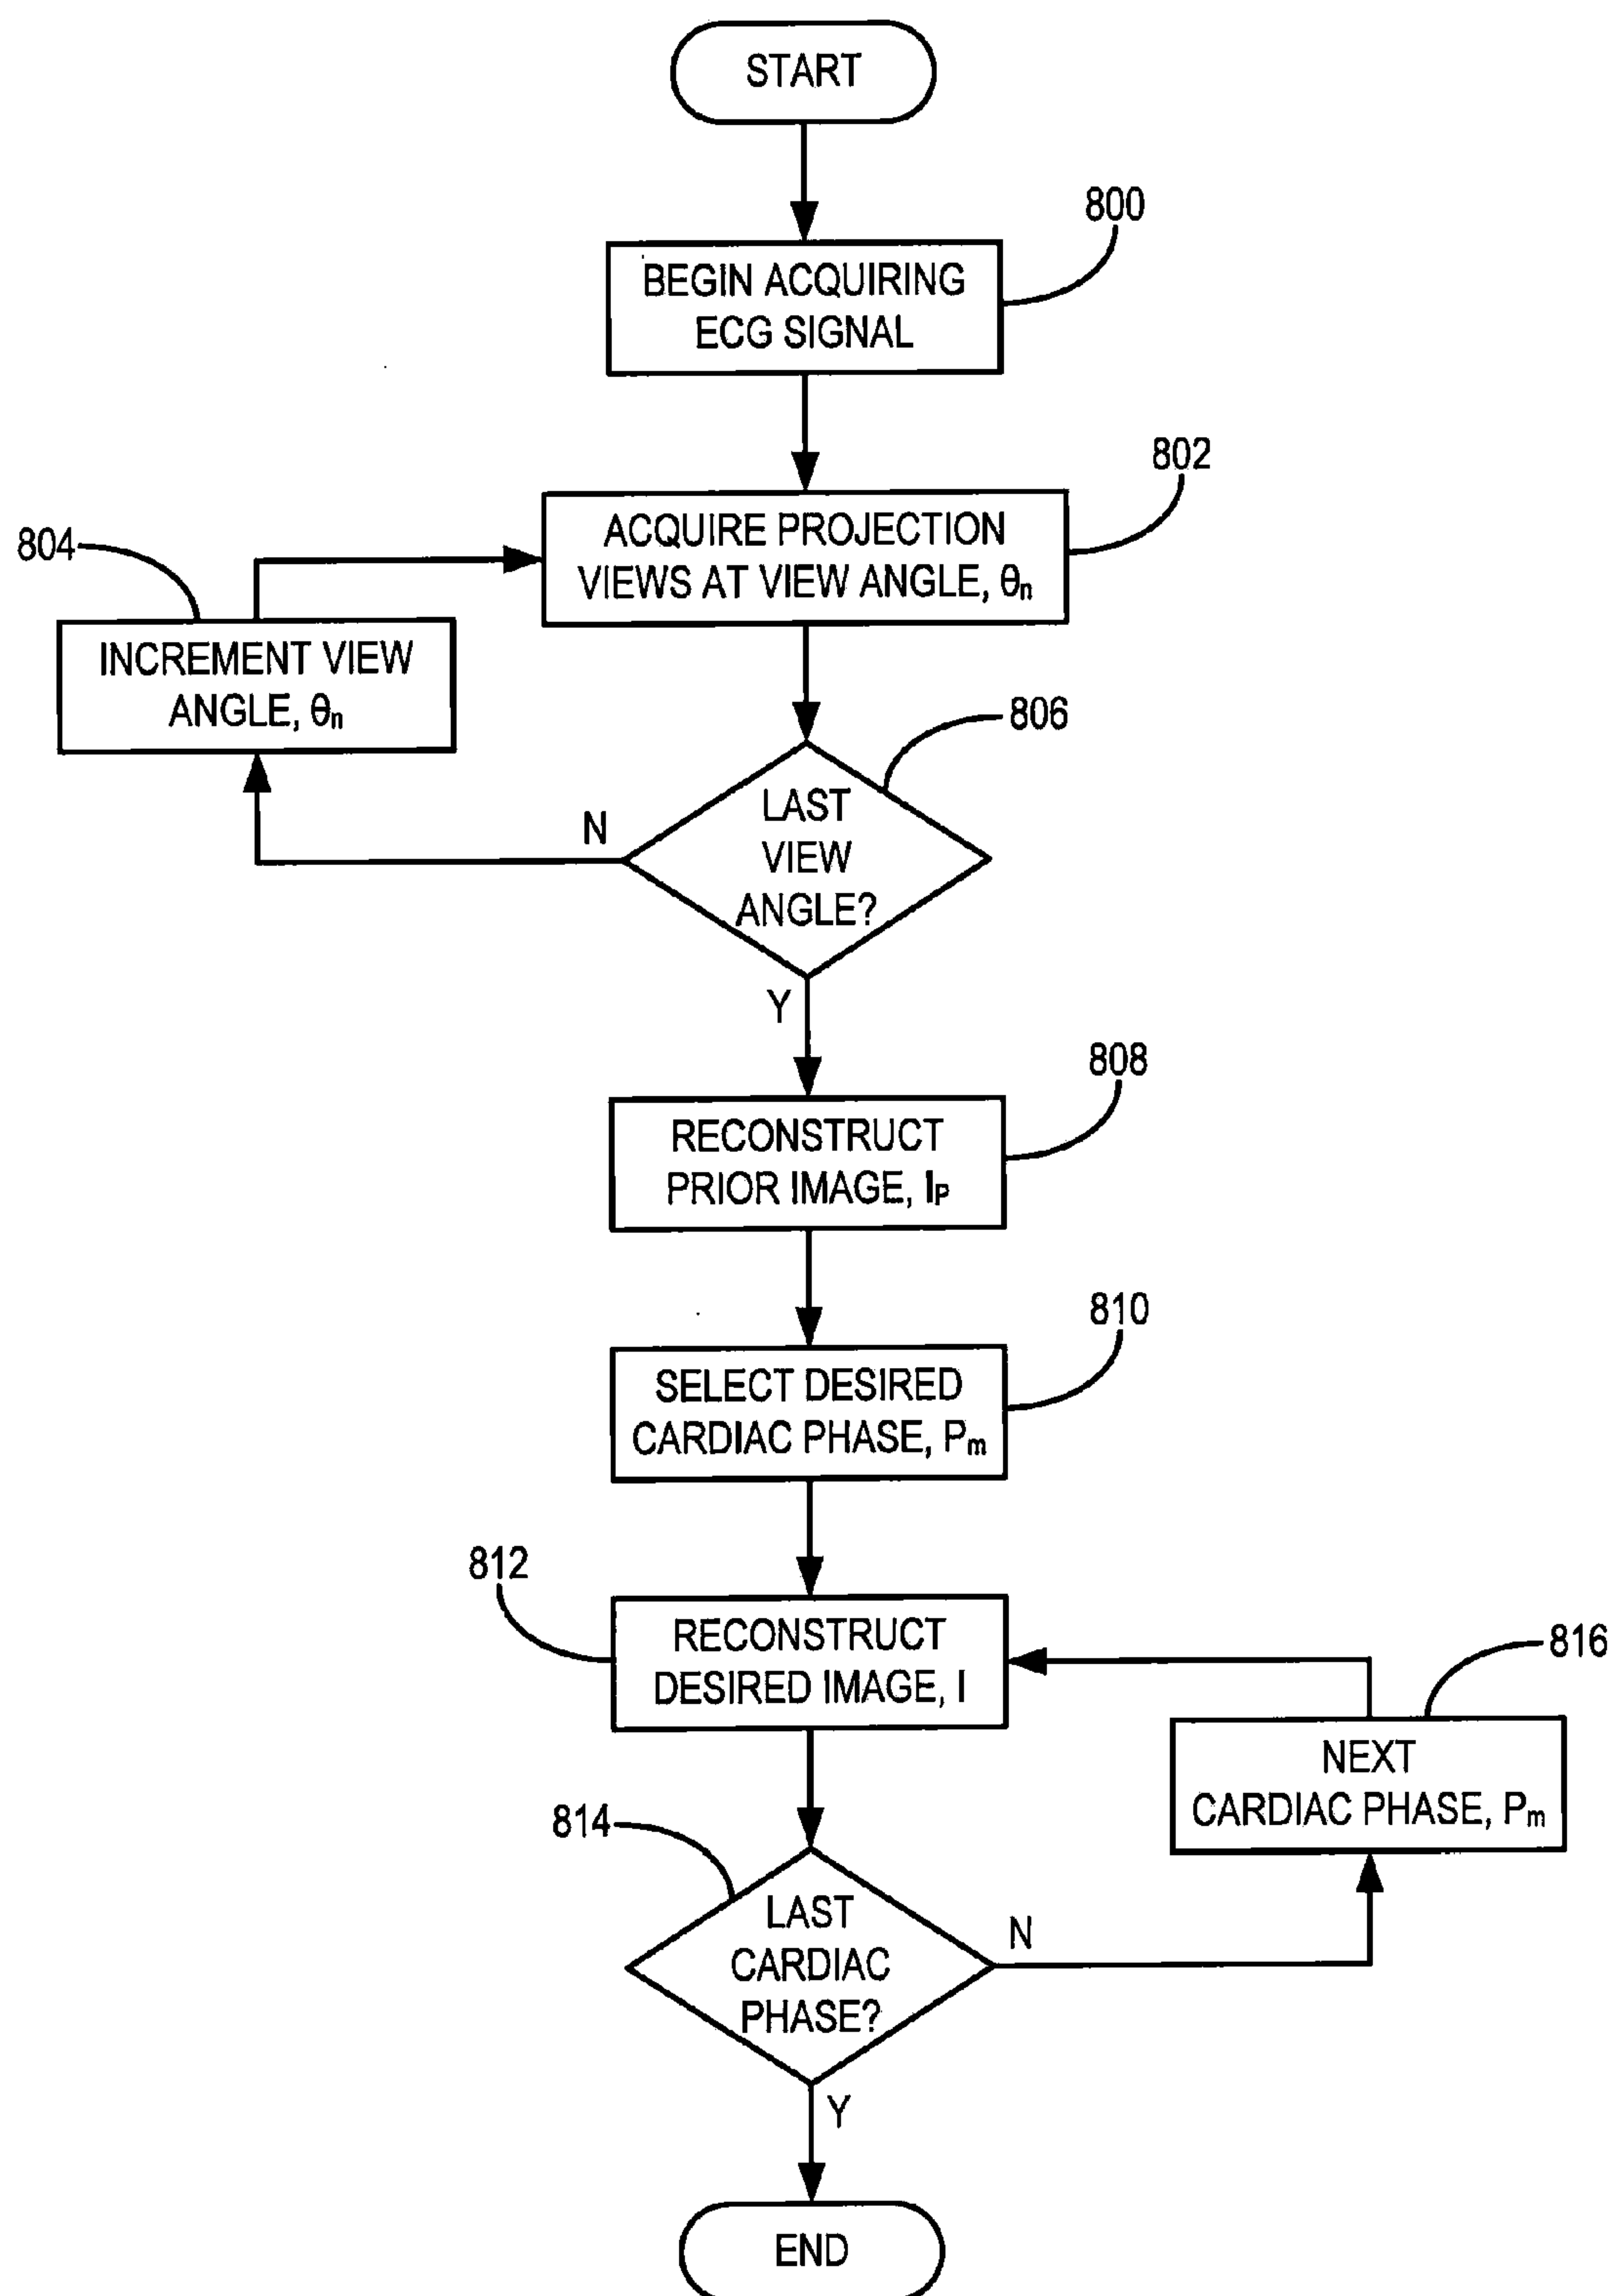 START
800
BEGIN ACQUIRING
ECG SIGNAL
802
ACQUIRE PROJECTION
VIEWS AT VIEW ANGLE, θn
804
INCREMENT VIEW
ANGLE, θn
806
LAST
VIEW
ANGLE?
N
Y
808
RECONSTRUCT
PRIOR IMAGE, IP
810
SELECT DESIRED
CARDIAC PHASE, Pm
812
RECONSTRUCT
DESIRED IMAGE, I
816
NEXT
CARDIAC PHASE, Pm
814
LAST
CARDIAC
PHASE?
N
Y
END